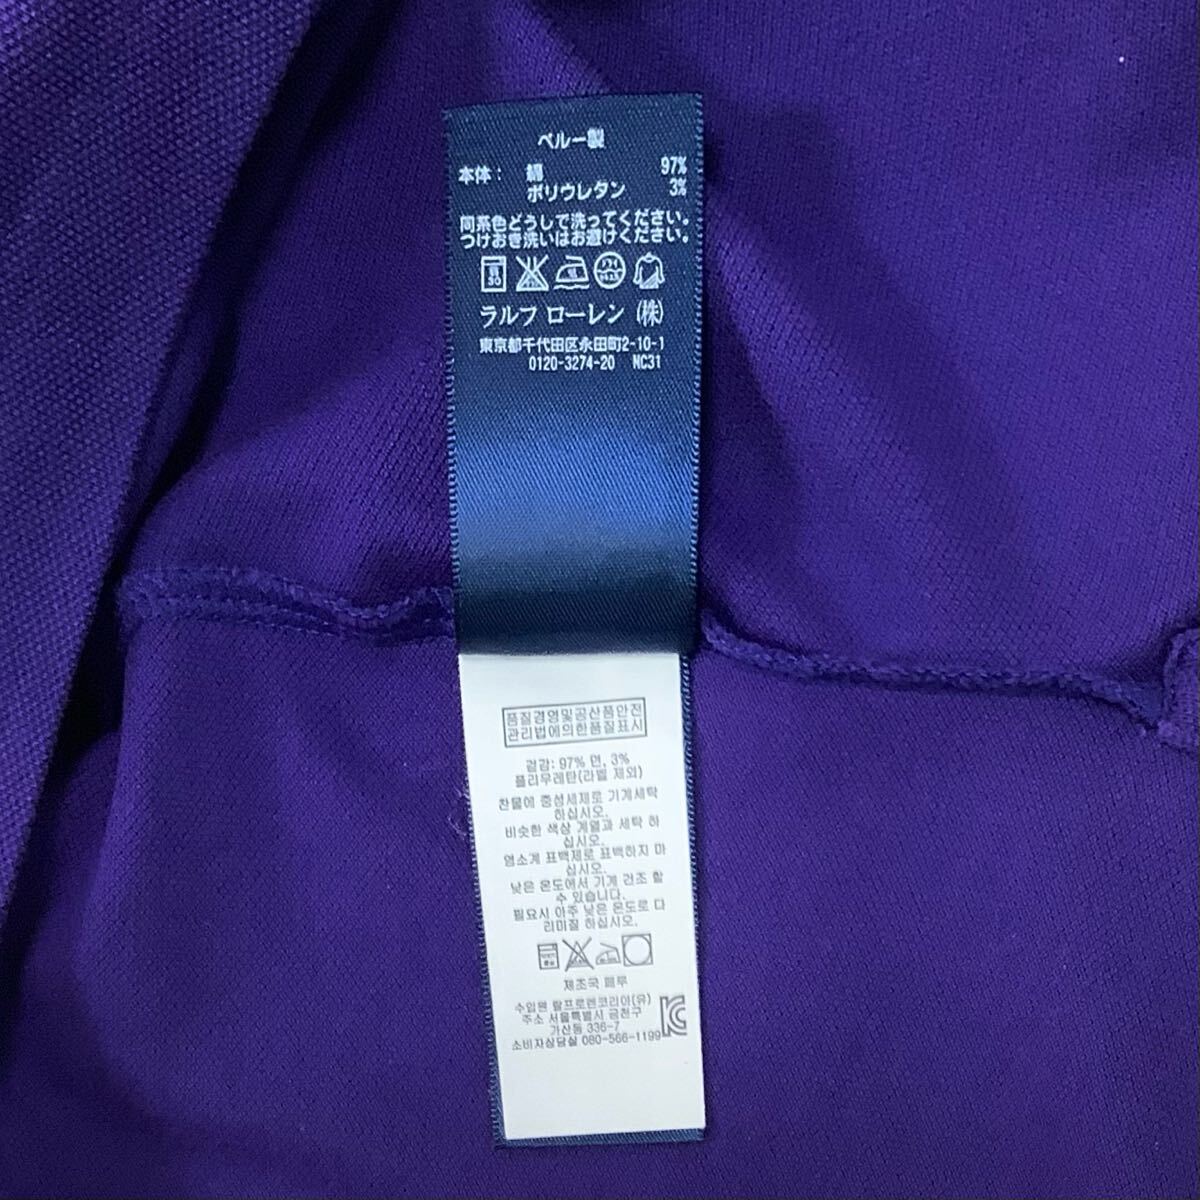 ペルー製
本体: 綿 97%
ポリウレタン 3%
同系色どうしで洗ってください。
つけおき洗いはお避けください。
ラルフ ローレン (株)
東京都千代田区永田町2-10-1
0120-3274-20 NC31
품질경영및공산품안전
관리법에의한품질표시
겉감: 97% 면, 3%
폴리우레탄(라벨 제외)
찬물에 중성세제로 기계세탁
하십시오.
비슷한 색상 계열과 세탁 하
십시오.
염소계 표백제로 표백하지 마
십시오.
낮은 온도에서 기계 건조 할
수 있습니다.
필요시 아주 낮은 온도로 다
리미질 하십시오.
제조국 페루
수입원 랄프로렌코리아(유)
주소 서울특별시 금천구
가산동 336-7
소비자상담실 080-566-1199